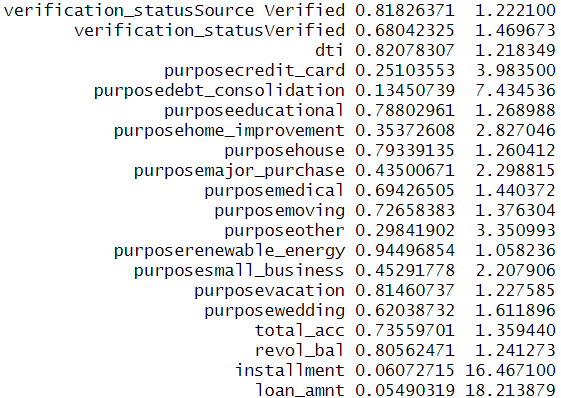 verification_statusSource Verified 0.81826371 1.222100
verification_statusVerified 0.68042325 1.469673
dti 0.82078307 1.218349
purposecredit_card 0.25103553 3.983500
purposedebt_consolidation 0.13450739 7.434536
purposeeducational 0.78802961 1.268988
purposehome_improvement 0.35372608 2.827046
purposehouse 0.79339135 1.260412
purposemajor_purchase 0.43500671 2.298815
purposemedical 0.69426505 1.440372
purposemoving 0.72658383 1.376304
purposeother 0.29841902 3.350993
purposerenewable_energy 0.94496854 1.058236
purposesmall_business 0.45291778 2.207906
purposevacation 0.81460737 1.227585
purposewedding 0.62038732 1.611896
total_acc 0.73559701 1.359440
revol_bal 0.80562471 1.241273
installment 0.06072715 16.467100
loan_amnt 0.05490319 18.213879